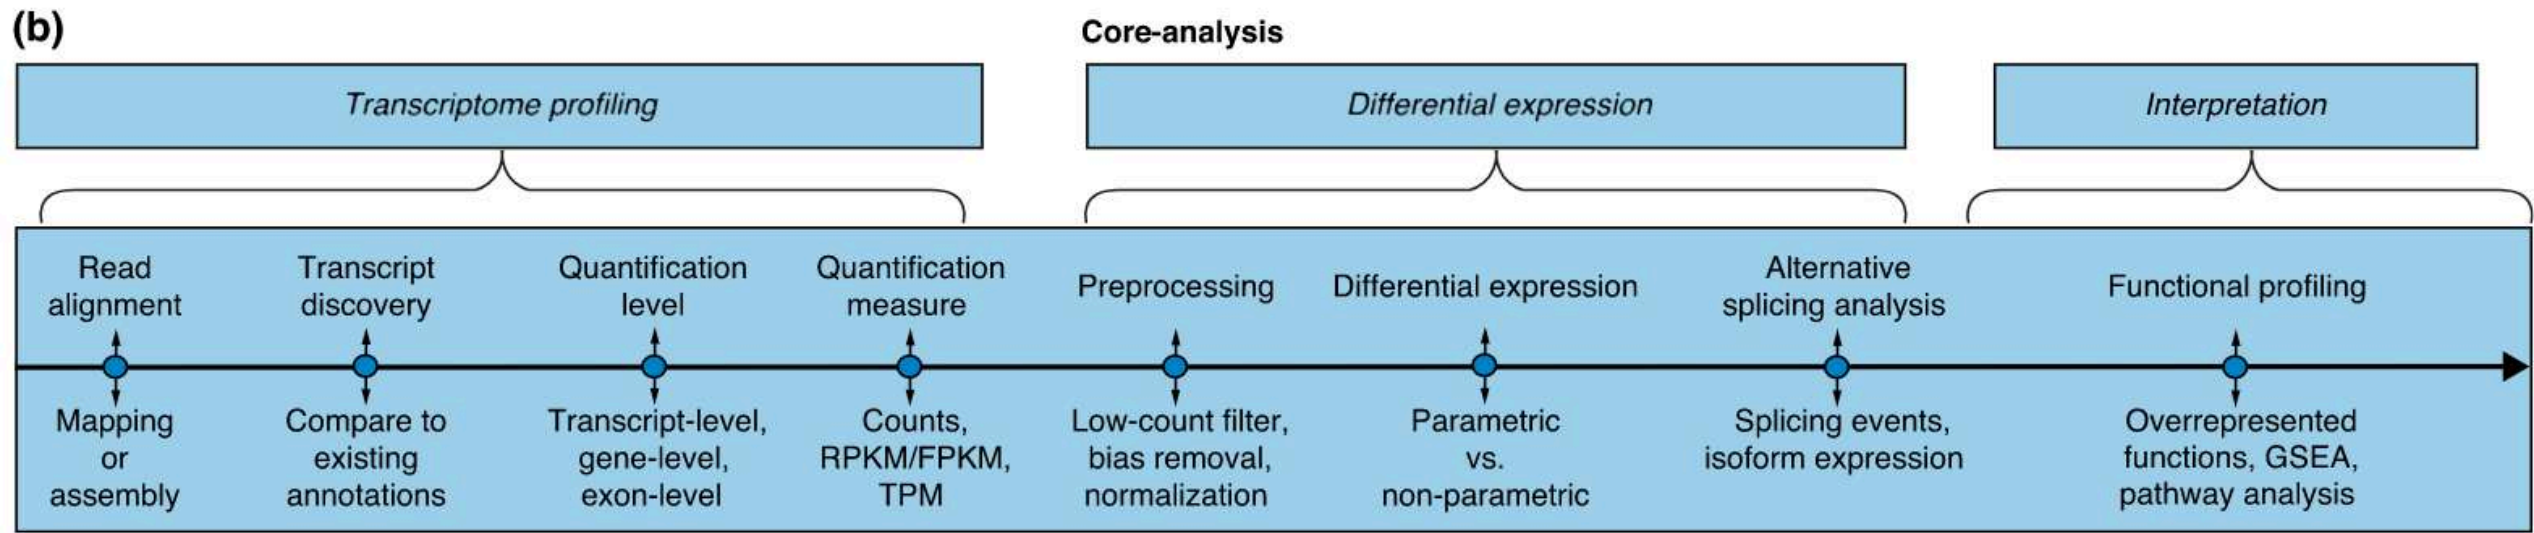 (b)
Core-analysis
Transcriptome profiling
Differential expression
Interpretation
Read
alignment
Transcript
discovery
Quantification
level
Quantification
measure
Preprocessing
Differential expression
Alternative
splicing analysis
Functional profiling
Mapping
or
assembly
Compare to
existing
annotations
Transcript-level,
gene-level,
exon-level
Counts,
RPKM/FPKM,
TPM
Low-count filter,
bias removal,
normalization
Parametric
vs.
non-parametric
Splicing events,
isoform expression
Overrepresented
functions, GSEA,
pathway analysis